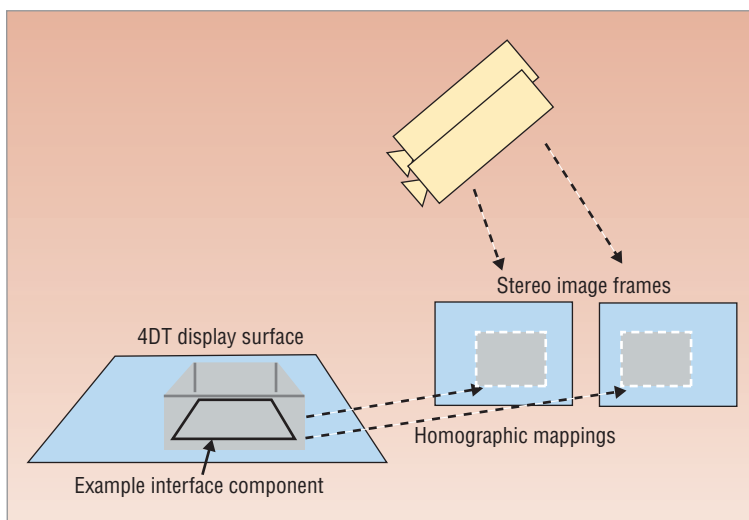 Stereo image frames
4DT display surface
Homographic mappings
Example interface component